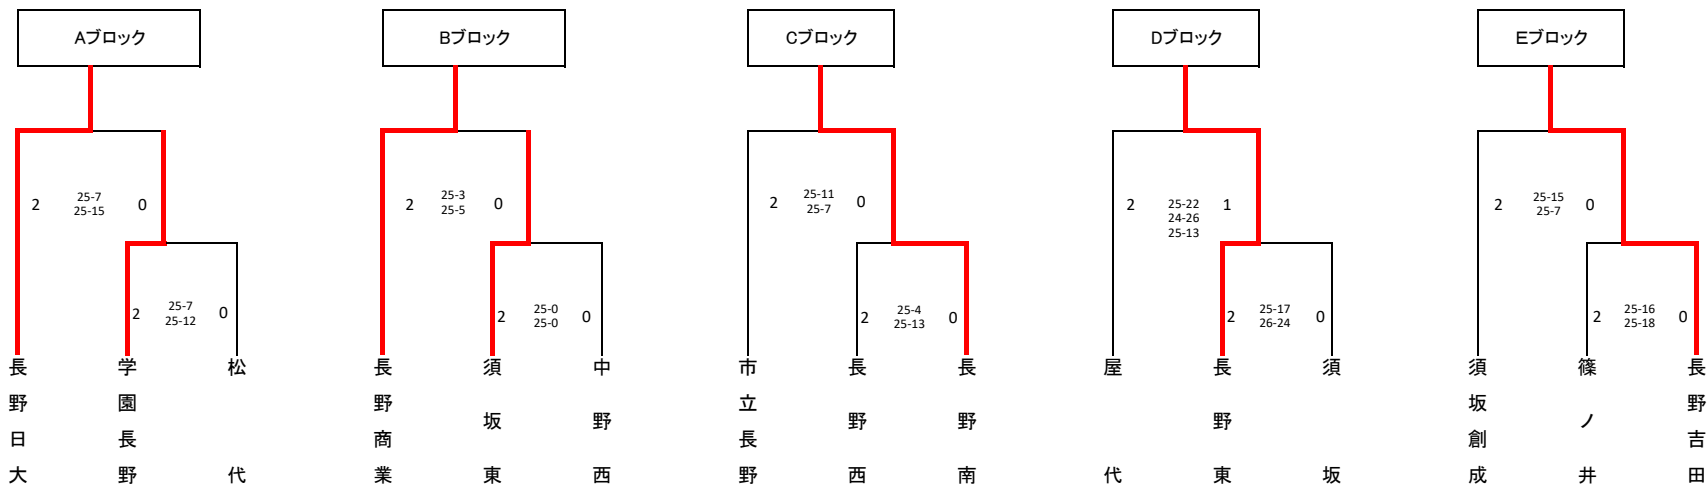 Aブロック
Bブロック
Cブロック
Dブロック
Eブロック
2 25-7 0
25-15
2 25-3 0
25-5
2 25-11 0
25-7
2 25-22 1
24-26
25-13
2 25-15 0
25-7
2 25-7 0
25-12
2 25-0 0
25-0
2 25-4 0
25-13
2 25-17 0
26-24
2 25-16 0
25-18
長野日大
学園長野
松代
長野商業
須坂東
中野西
市立長野
長野西
長野南
屋代
長野東
須坂
須坂創成
篠ノ井
長野吉田